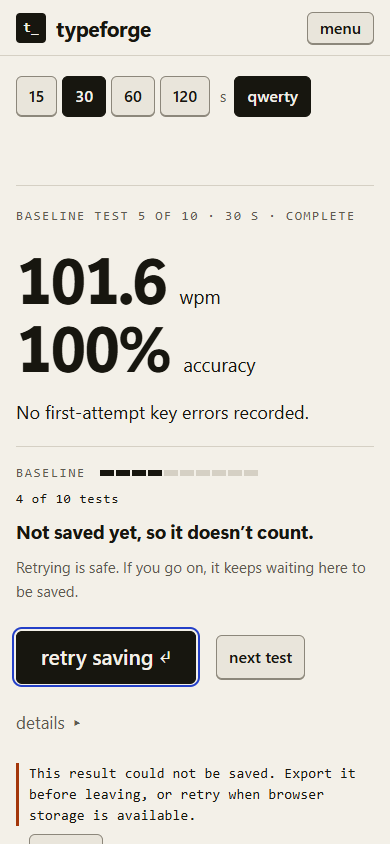 t_ typeforge menu
15 30 60 120 s qwerty
BASELINE TEST 5 OF 10 · 30 S · COMPLETE
101.6 wpm
100% accuracy
No first-attempt key errors recorded.
BASELINE
4 of 10 tests
Not saved yet, so it doesn’t count.
Retrying is safe. If you go on, it keeps waiting here to
be saved.
retry saving ↵ next test
details ▸
This result could not be saved. Export it
before leaving, or retry when browser
storage is available.